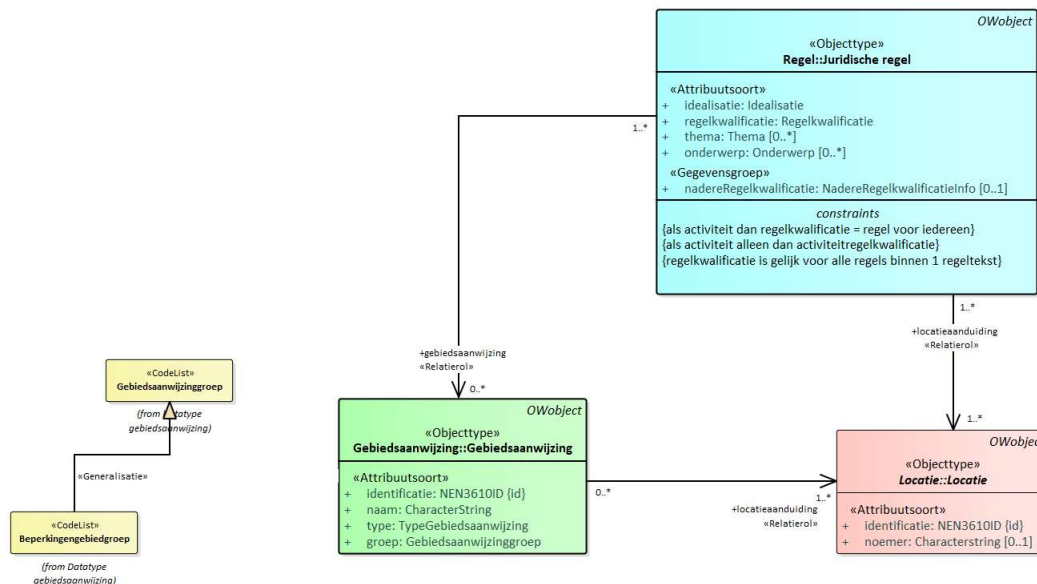 OWobject
«Objecttype»
Regel::Juridische regel
«Attribuutsoort»
+ idealisatie: Idealisatie
+ regelkwalificatie: Regelkwalificatie
+ thema: Thema [0..*]
+ onderwerp: Onderwerp [0..*]
«Gegevensgroep»
+ nadereRegelkwalificatie: NadereRegelkwalificatieInfo [0..1]
constraints
{als activiteit dan regelkwalificatie = regel voor iedereen}
{als activiteit alleen dan activiteitregelkwalificatie}
{regelkwalificatie is gelijk voor alle regels binnen 1 regeltekst}
1..*
+gebiedsaanwijzing
«Relatierol»
0..*
1..*
+locatieaanduiding
«Relatierol»
1..*
«CodeList»
Gebiedsaanwijzinggroep
(from Datatype
gebiedsaanwijzing)
«Generalisatie»
«CodeList»
Beperkingengebiedgroep
(from Datatype
gebiedsaanwijzing)
OWobject
«Objecttype»
Gebiedsaanwijzing::Gebiedsaanwijzing
«Attribuutsoort»
+ identificatie: NEN3610ID {id}
+ naam: CharacterString
+ type: TypeGebiedsaanwijzing
+ groep: Gebiedsaanwijzinggroep
0..*
1..*
+locatieaanduiding
«Relatierol»
OWobject
«Objecttype»
Locatie::Locatie
«Attribuutsoort»
+ identificatie: NEN3610ID {id}
+ noemer: Characterstring [0..1]